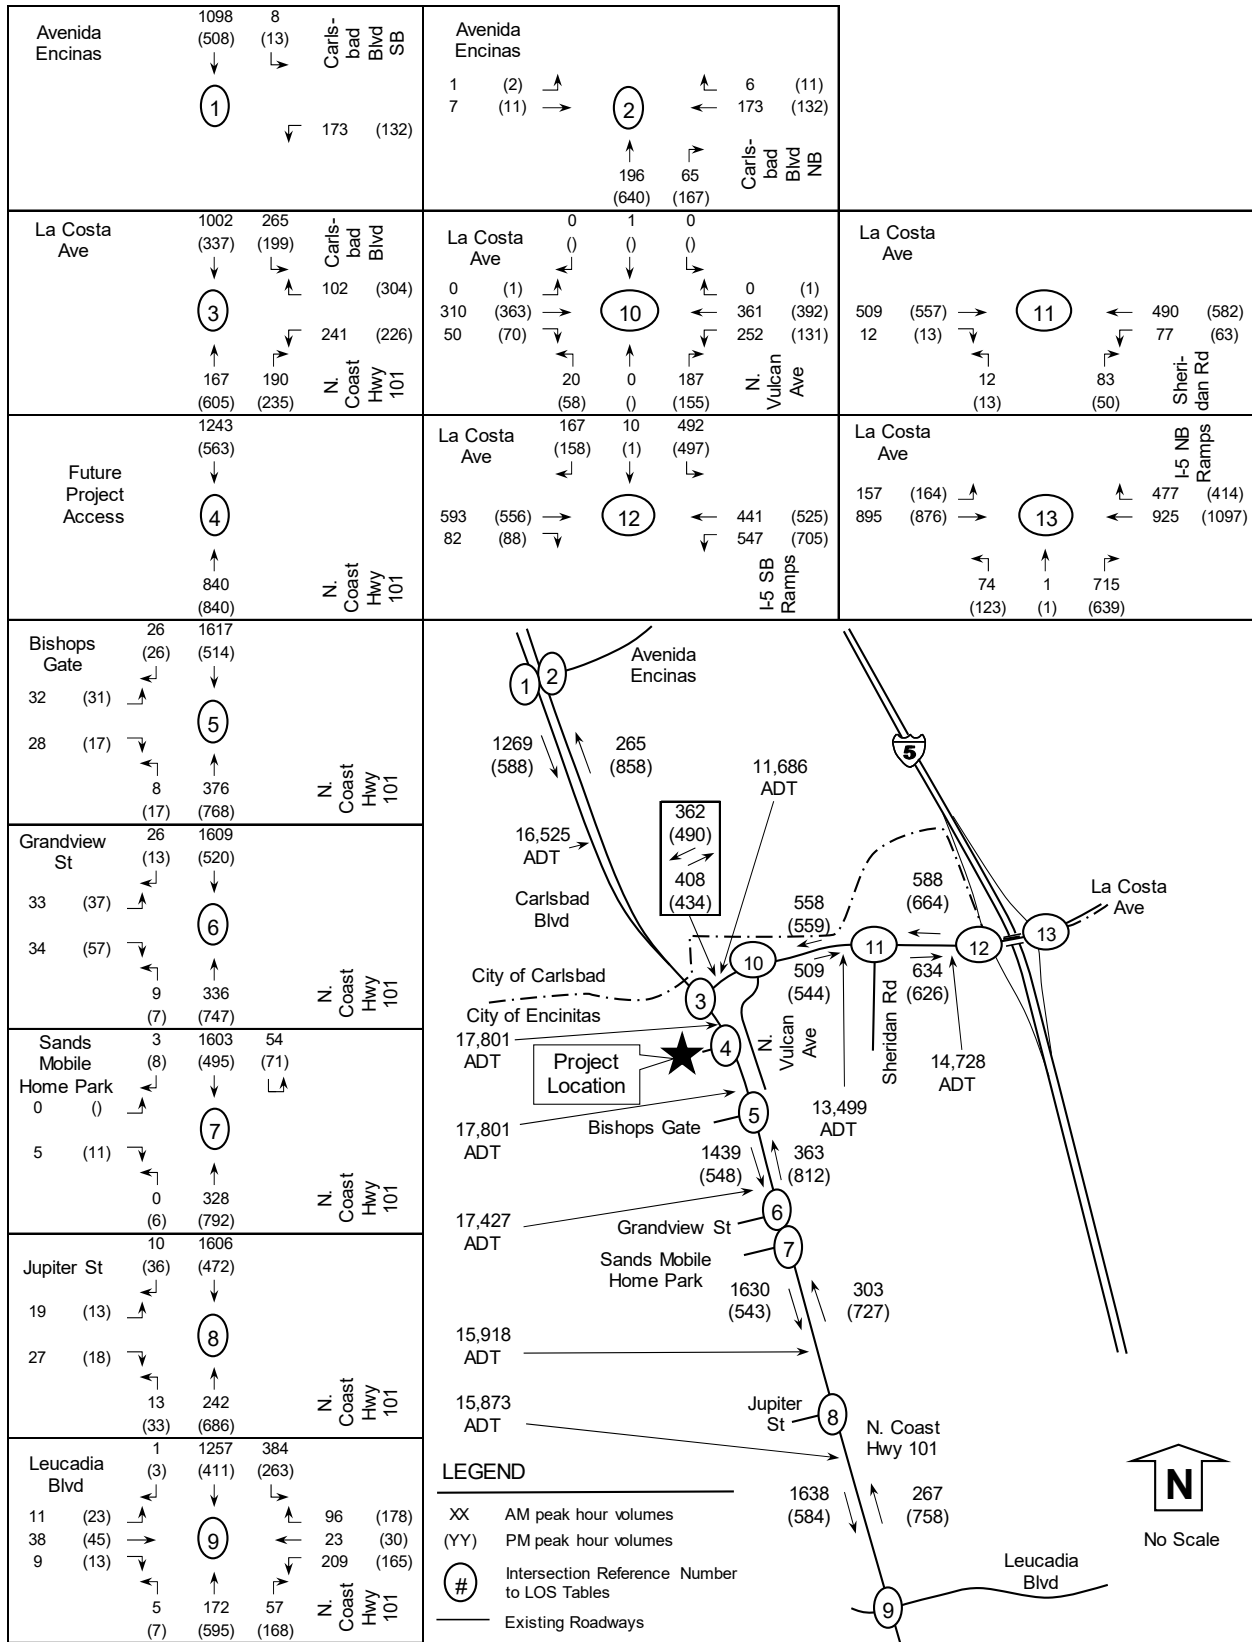 Avenida
Encinas
1098 8
(508) (13)
Carls-
bad
Blvd
SB
1
173 (132)
Avenida
Encinas
1 (2)
7 (11)
2
6 (11)
173 (132)
196 65
(640) (167)
Carls-
bad
Blvd
NB
La Costa
Ave
1002 265
(337) (199)
Carls-
bad
Blvd
3
102 (304)
241 (226)
167 190
(605) (235)
N.
Coast
Hwy
101
La Costa
Ave
0 1 0
() () ()
0 (1)
310 (363)
50 (70)
10
0 (1)
361 (392)
252 (131)
20 0 187
(58) () (155)
N.
Vulcan
Ave
La Costa
Ave
509 (557)
12 (13)
11
490 (582)
77 (63)
12 83
(13) (50)
Sheri-
dan Rd
Future
Project
Access
1243
(563)
4
840
(840)
N.
Coast
Hwy
101
La Costa
Ave
167 10 492
(158) (1) (497)
593 (556)
82 (88)
12
441 (525)
547 (705)
I-5 SB
Ramps
La Costa
Ave
I-5 NB
Ramps
157 (164)
895 (876)
13
477 (414)
925 (1097)
74 1 715
(123) (1) (639)
Bishops
Gate
26 1617
(26) (514)
32 (31)
28 (17)
5
8 376
(17) (768)
N.
Coast
Hwy
101
Grandview
St
26 1609
(13) (520)
33 (37)
34 (57)
6
9 336
(7) (747)
N.
Coast
Hwy
101
Sands
Mobile
Home Park
3 1603 54
(8) (495) (71)
0 ()
5 (11)
7
0 328
(6) (792)
N.
Coast
Hwy
101
Jupiter St
10 1606
(36) (472)
19 (13)
27 (18)
8
13 242
(33) (686)
N.
Coast
Hwy
101
Leucadia
Blvd
1 1257 384
(3) (411) (263)
11 (23)
38 (45)
9 (13)
9
96 (178)
23 (30)
209 (165)
5 172 57
(7) (595) (168)
N.
Coast
Hwy
101
1 2
Avenida
Encinas
5
1269
(588)
265
(858)
11,686
ADT
362
(490)
408
(434)
16,525
ADT
Carlsbad
Blvd
558
(559)
588
(664)
La Costa
Ave
3 10 11 12 13
509
(544)
634
(626)
City of Carlsbad
City of Encinitas
17,801
ADT
4
Project
Location
N.
Vulcan
Ave
Sheridan Rd
14,728
ADT
13,499
ADT
17,801
ADT
Bishops Gate
5
1439
(548)
363
(812)
17,427
ADT
Grandview St
6
Sands Mobile
Home Park
7
1630
(543)
303
(727)
15,918
ADT
15,873
ADT
Jupiter
St
8
N. Coast
Hwy 101
1638
(584)
267
(758)
Leucadia
Blvd
9
N
No Scale
LEGEND
XX AM peak hour volumes
(YY) PM peak hour volumes
# Intersection Reference Number
to LOS Tables
Existing Roadways